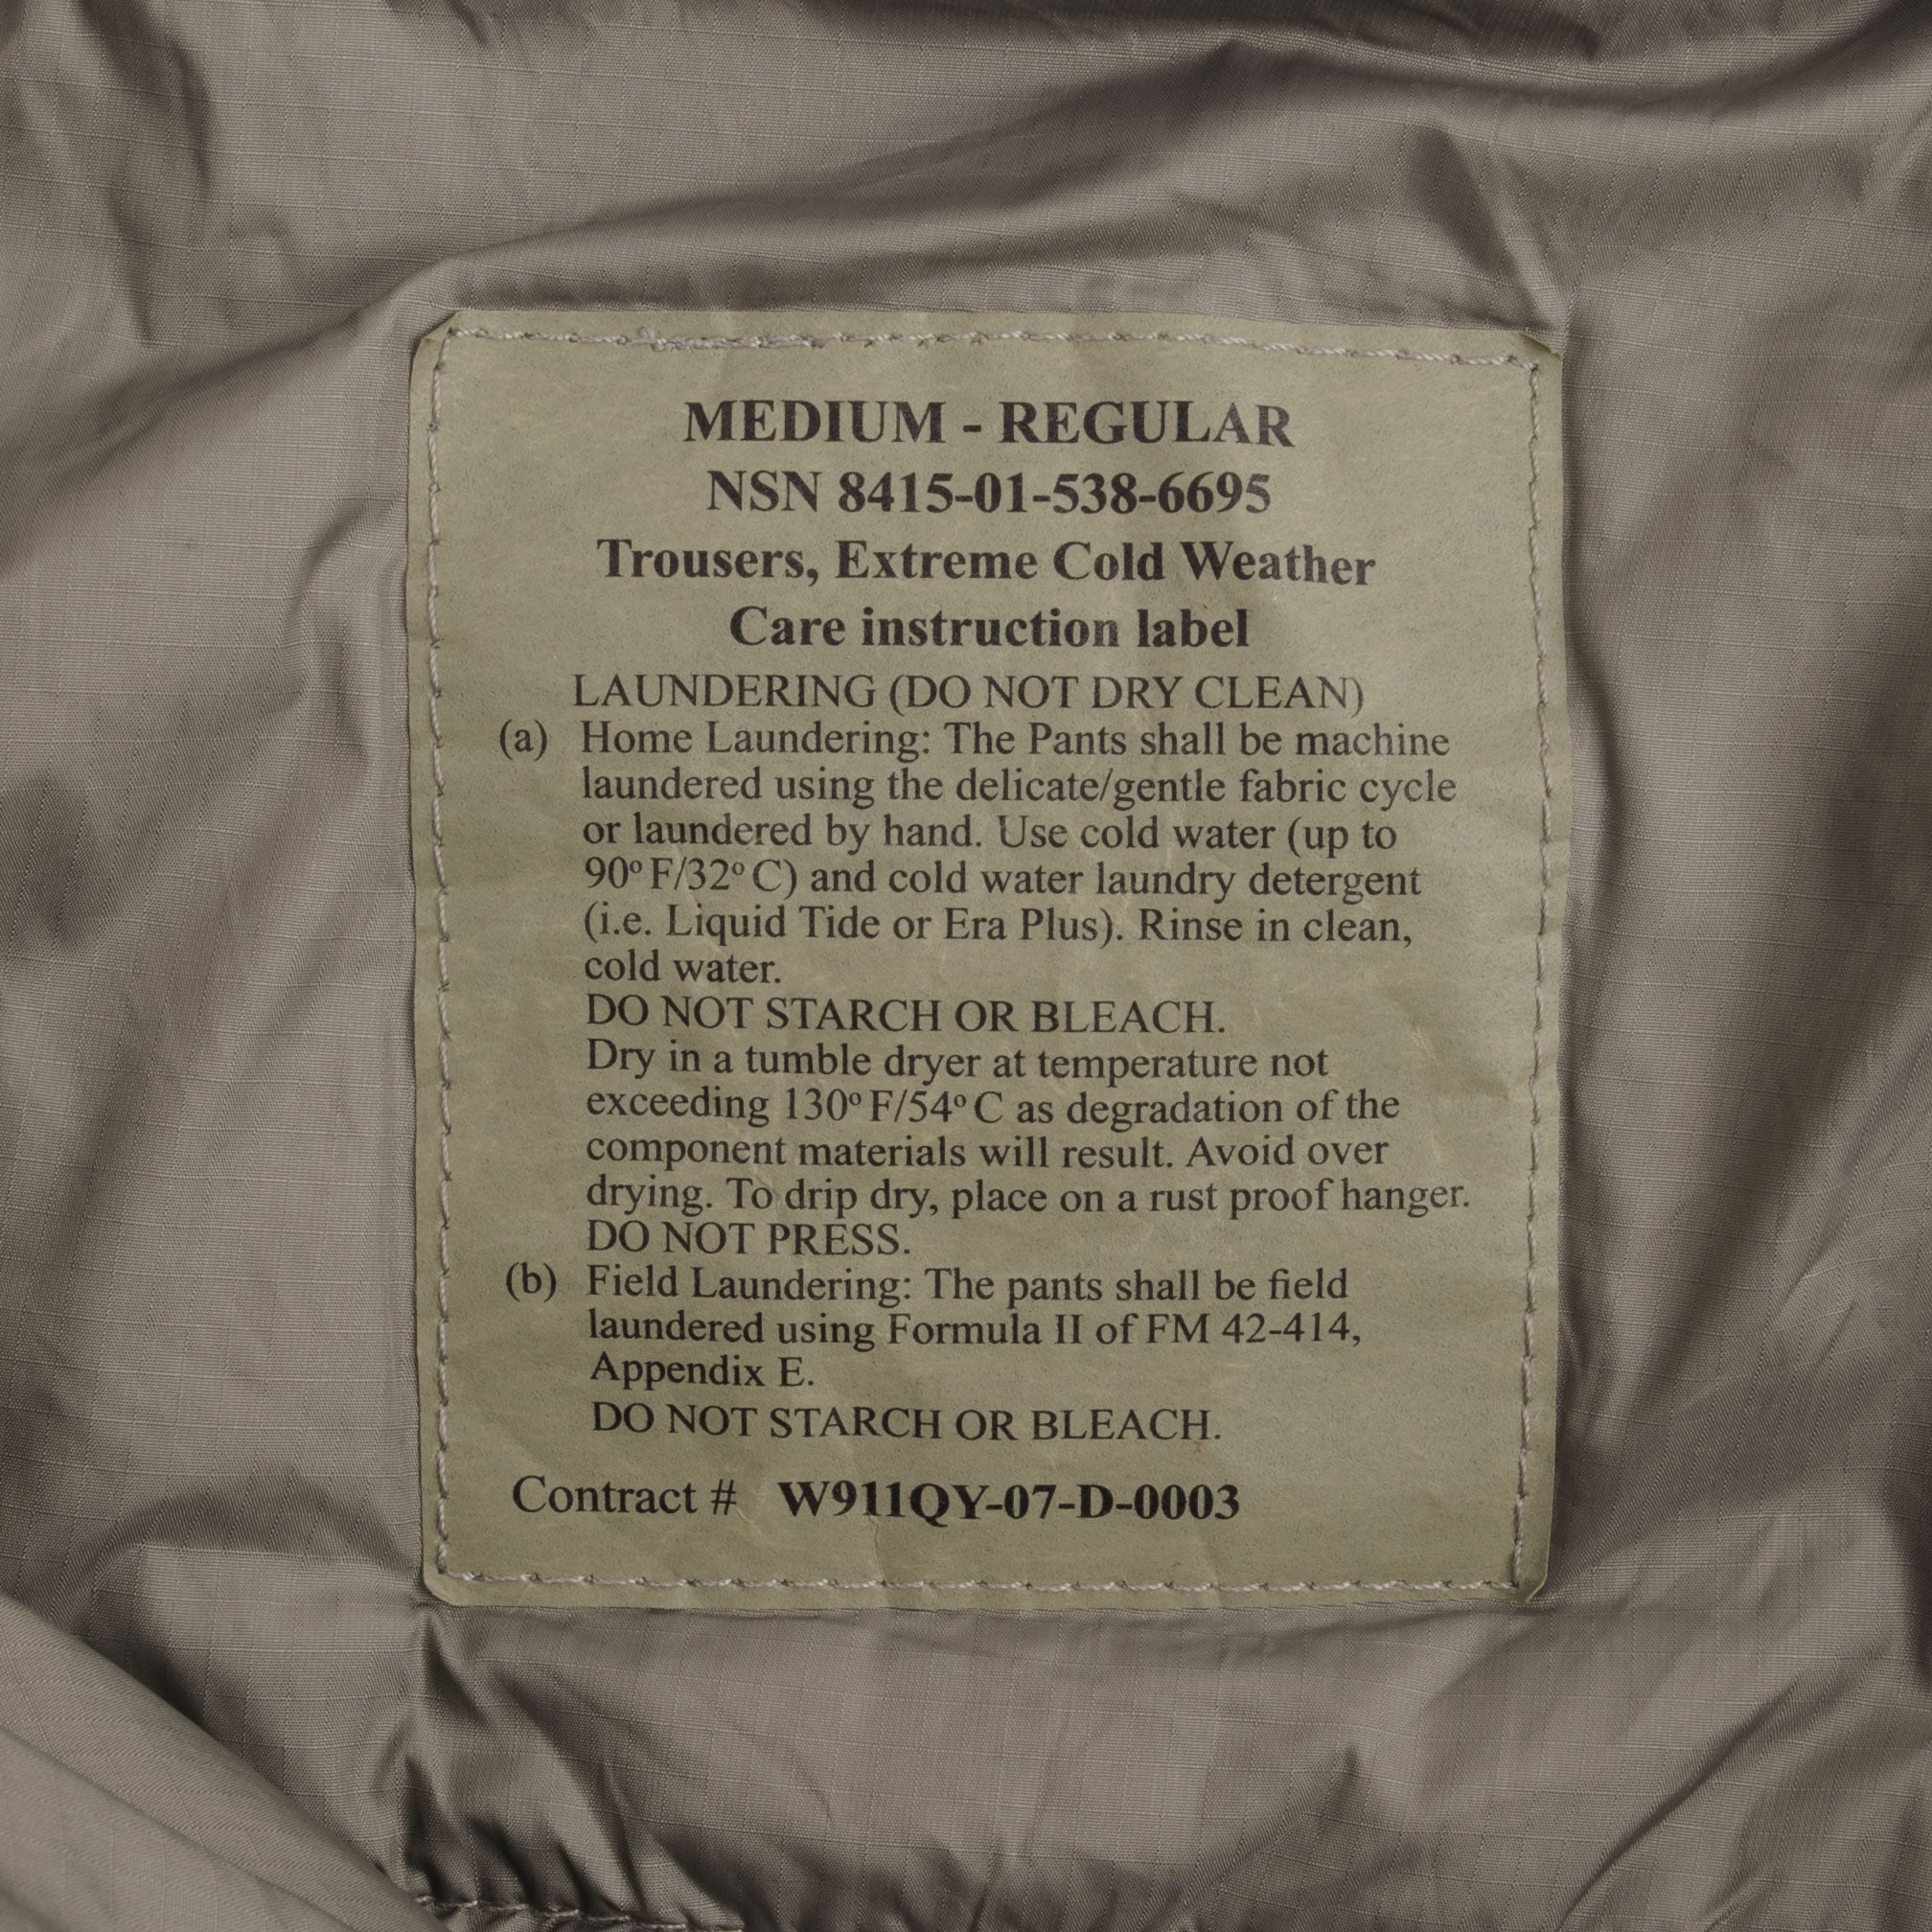 MEDIUM - REGULAR
NSN 8415-01-538-6695
Trousers, Extreme Cold Weather
Care instruction label
LAUNDERING (DO NOT DRY CLEAN)
(a) Home Laundering: The Pants shall be machine
laundered using the delicate/gentle fabric cycle
or laundered by hand. Use cold water (up to
90º F/32º C) and cold water laundry detergent
(i.e. Liquid Tide or Era Plus). Rinse in clean,
cold water.
DO NOT STARCH OR BLEACH.
Dry in a tumble dryer at temperature not
exceeding 130º F/54º C as degradation of the
component materials will result. Avoid over
drying. To drip dry, place on a rust proof hanger.
DO NOT PRESS.
(b) Field Laundering: The pants shall be field
laundered using Formula II of FM 42-414,
Appendix E.
DO NOT STARCH OR BLEACH.
Contract # W911QY-07-D-0003